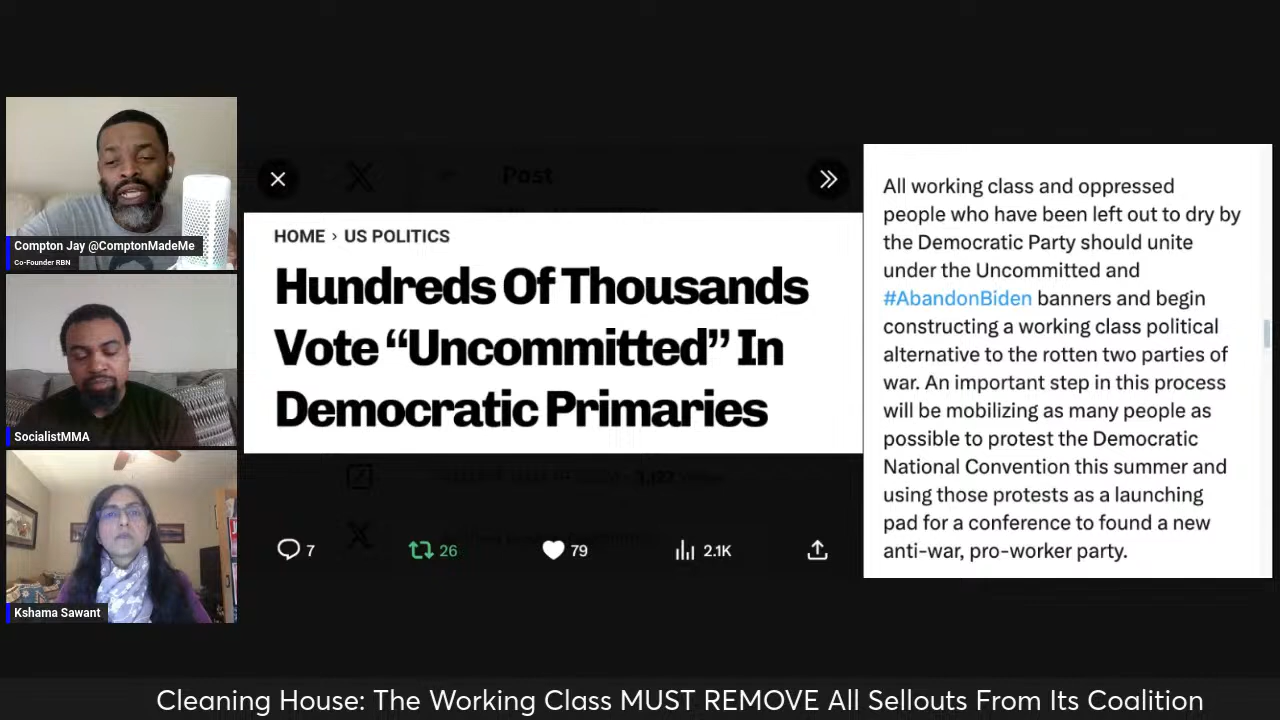 Compton Jay @ComptonMadeMe
Co-Founder RBN
SocialistMMA
Kshama Sawant
Post
HOME › US POLITICS
Hundreds Of Thousands
Vote “Uncommitted” In
Democratic Primaries
7
26
79
2.1K
All working class and oppressed
people who have been left out to dry by
the Democratic Party should unite
under the Uncommitted and
#AbandonBiden banners and begin
constructing a working class political
alternative to the rotten two parties of
war. An important step in this process
will be mobilizing as many people as
possible to protest the Democratic
National Convention this summer and
using those protests as a launching
pad for a conference to found a new
anti-war, pro-worker party.
Cleaning House: The Working Class MUST REMOVE All Sellouts From Its Coalition